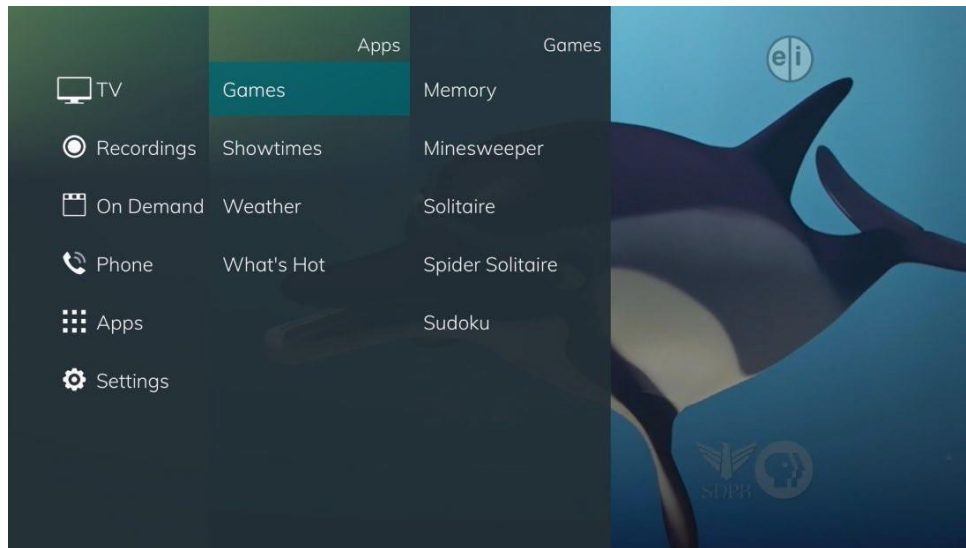 TV
Recordings
On Demand
Phone
Apps
Settings
Apps
Games
Showtimes
Weather
What's Hot
Games
Memory
Minesweeper
Solitaire
Spider Solitaire
Sudoku
e i
SDPB